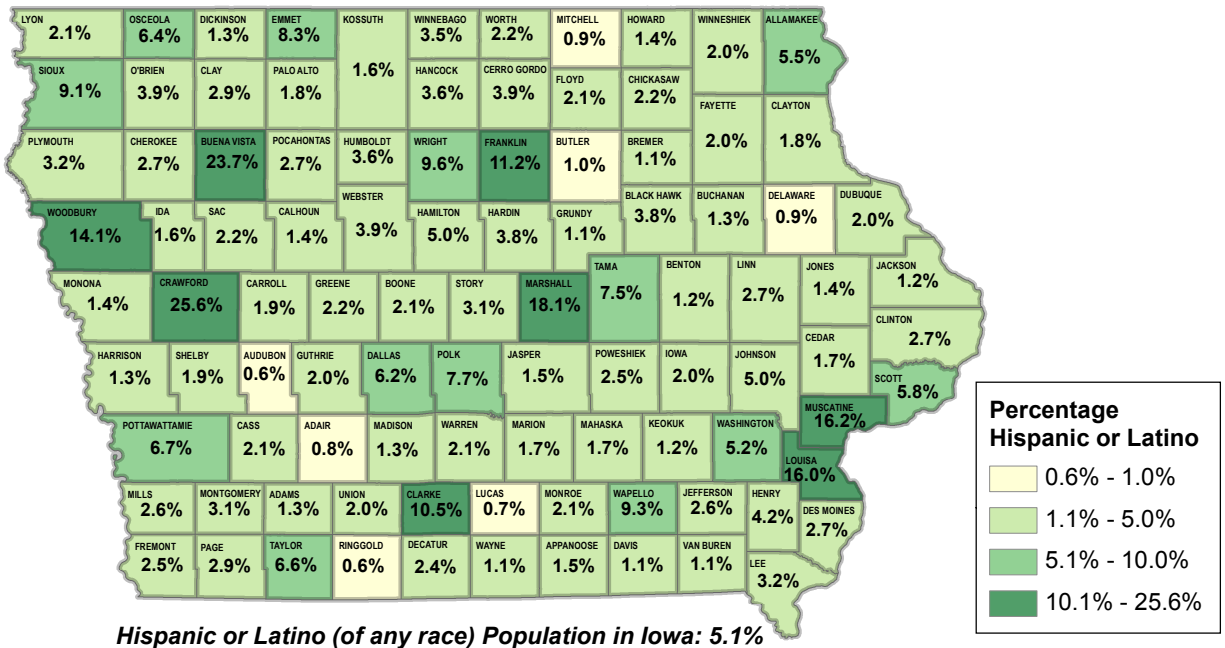 LYON
2.1%
OSCEOLA
6.4%
DICKINSON
1.3%
EMMET
8.3%
KOSSUTH
1.6%
WINNEBAGO
3.5%
WORTH
2.2%
MITCHELL
0.9%
HOWARD
1.4%
WINNESHIEK
2.0%
ALLAMAKEE
5.5%
SIOUX
9.1%
O'BRIEN
3.9%
CLAY
2.9%
PALO ALTO
1.8%
HANCOCK
3.6%
CERRO GORDO
3.9%
FLOYD
2.1%
CHICKASAW
2.2%
FAYETTE
2.0%
CLAYTON
1.8%
PLYMOUTH
3.2%
CHEROKEE
2.7%
BUENA VISTA
23.7%
POCAHONTAS
2.7%
HUMBOLDT
3.6%
WRIGHT
9.6%
FRANKLIN
11.2%
BUTLER
1.0%
BREMER
1.1%
WOODBURY
14.1%
IDA
1.6%
SAC
2.2%
CALHOUN
1.4%
WEBSTER
3.9%
HAMILTON
5.0%
HARDIN
3.8%
GRUNDY
1.1%
BLACK HAWK
3.8%
BUCHANAN
1.3%
DELAWARE
0.9%
DUBUQUE
2.0%
MONONA
1.4%
CRAWFORD
25.6%
CARROLL
1.9%
GREENE
2.2%
BOONE
2.1%
STORY
3.1%
MARSHALL
18.1%
TAMA
7.5%
BENTON
1.2%
LINN
2.7%
JONES
1.4%
JACKSON
1.2%
CLINTON
2.7%
CEDAR
1.7%
HARRISON
1.3%
SHELBY
1.9%
AUDUBON
0.6%
GUTHRIE
2.0%
DALLAS
6.2%
POLK
7.7%
JASPER
1.5%
POWESHIEK
2.5%
IOWA
2.0%
JOHNSON
5.0%
SCOTT
5.8%
MUSCATINE
16.2%
POTTAWATTAMIE
6.7%
CASS
2.1%
ADAIR
0.8%
MADISON
1.3%
WARREN
2.1%
MARION
1.7%
MAHASKA
1.7%
KEOKUK
1.2%
WASHINGTON
5.2%
LOUISA
16.0%
MILLS
2.6%
MONTGOMERY
3.1%
ADAMS
1.3%
UNION
2.0%
CLARKE
10.5%
LUCAS
0.7%
MONROE
2.1%
WAPELLO
9.3%
JEFFERSON
2.6%
HENRY
4.2%
DES MOINES
2.7%
FREMONT
2.5%
PAGE
2.9%
TAYLOR
6.6%
RINGGOLD
0.6%
DECATUR
2.4%
WAYNE
1.1%
APPANOOSE
1.5%
DAVIS
1.1%
VAN BUREN
1.1%
LEE
3.2%
Hispanic or Latino (of any race) Population in Iowa: 5.1%
Percentage
Hispanic or Latino
0.6% - 1.0%
1.1% - 5.0%
5.1% - 10.0%
10.1% - 25.6%